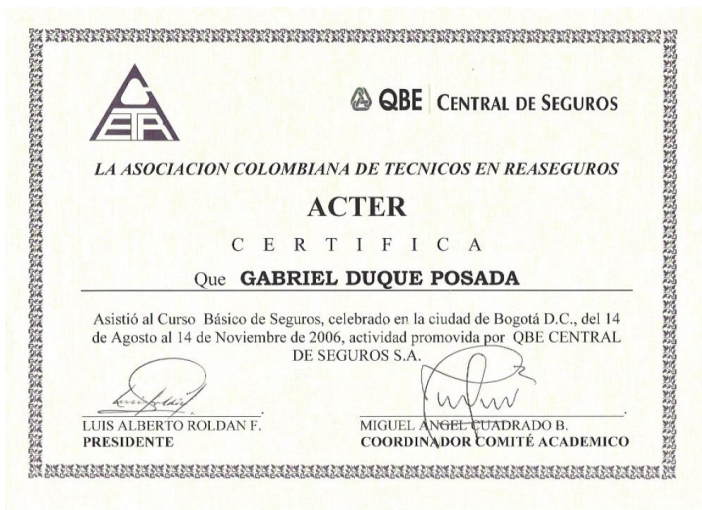 QBE CENTRAL DE SEGUROS
LA ASOCIACION COLOMBIANA DE TECNICOS EN REASEGUROS
ACTER
C E R T I F I C A
Que GABRIEL DUQUE POSADA
Asistió al Curso Básico de Seguros, celebrado en la ciudad de Bogotá D.C., del 14
de Agosto al 14 de Noviembre de 2006, actividad promovida por QBE CENTRAL
DE SEGUROS S.A.
LUIS ALBERTO ROLDAN F.
PRESIDENTE
MIGUEL ANGEL CUADRADO B.
COORDINADOR COMITÉ ACADEMICO